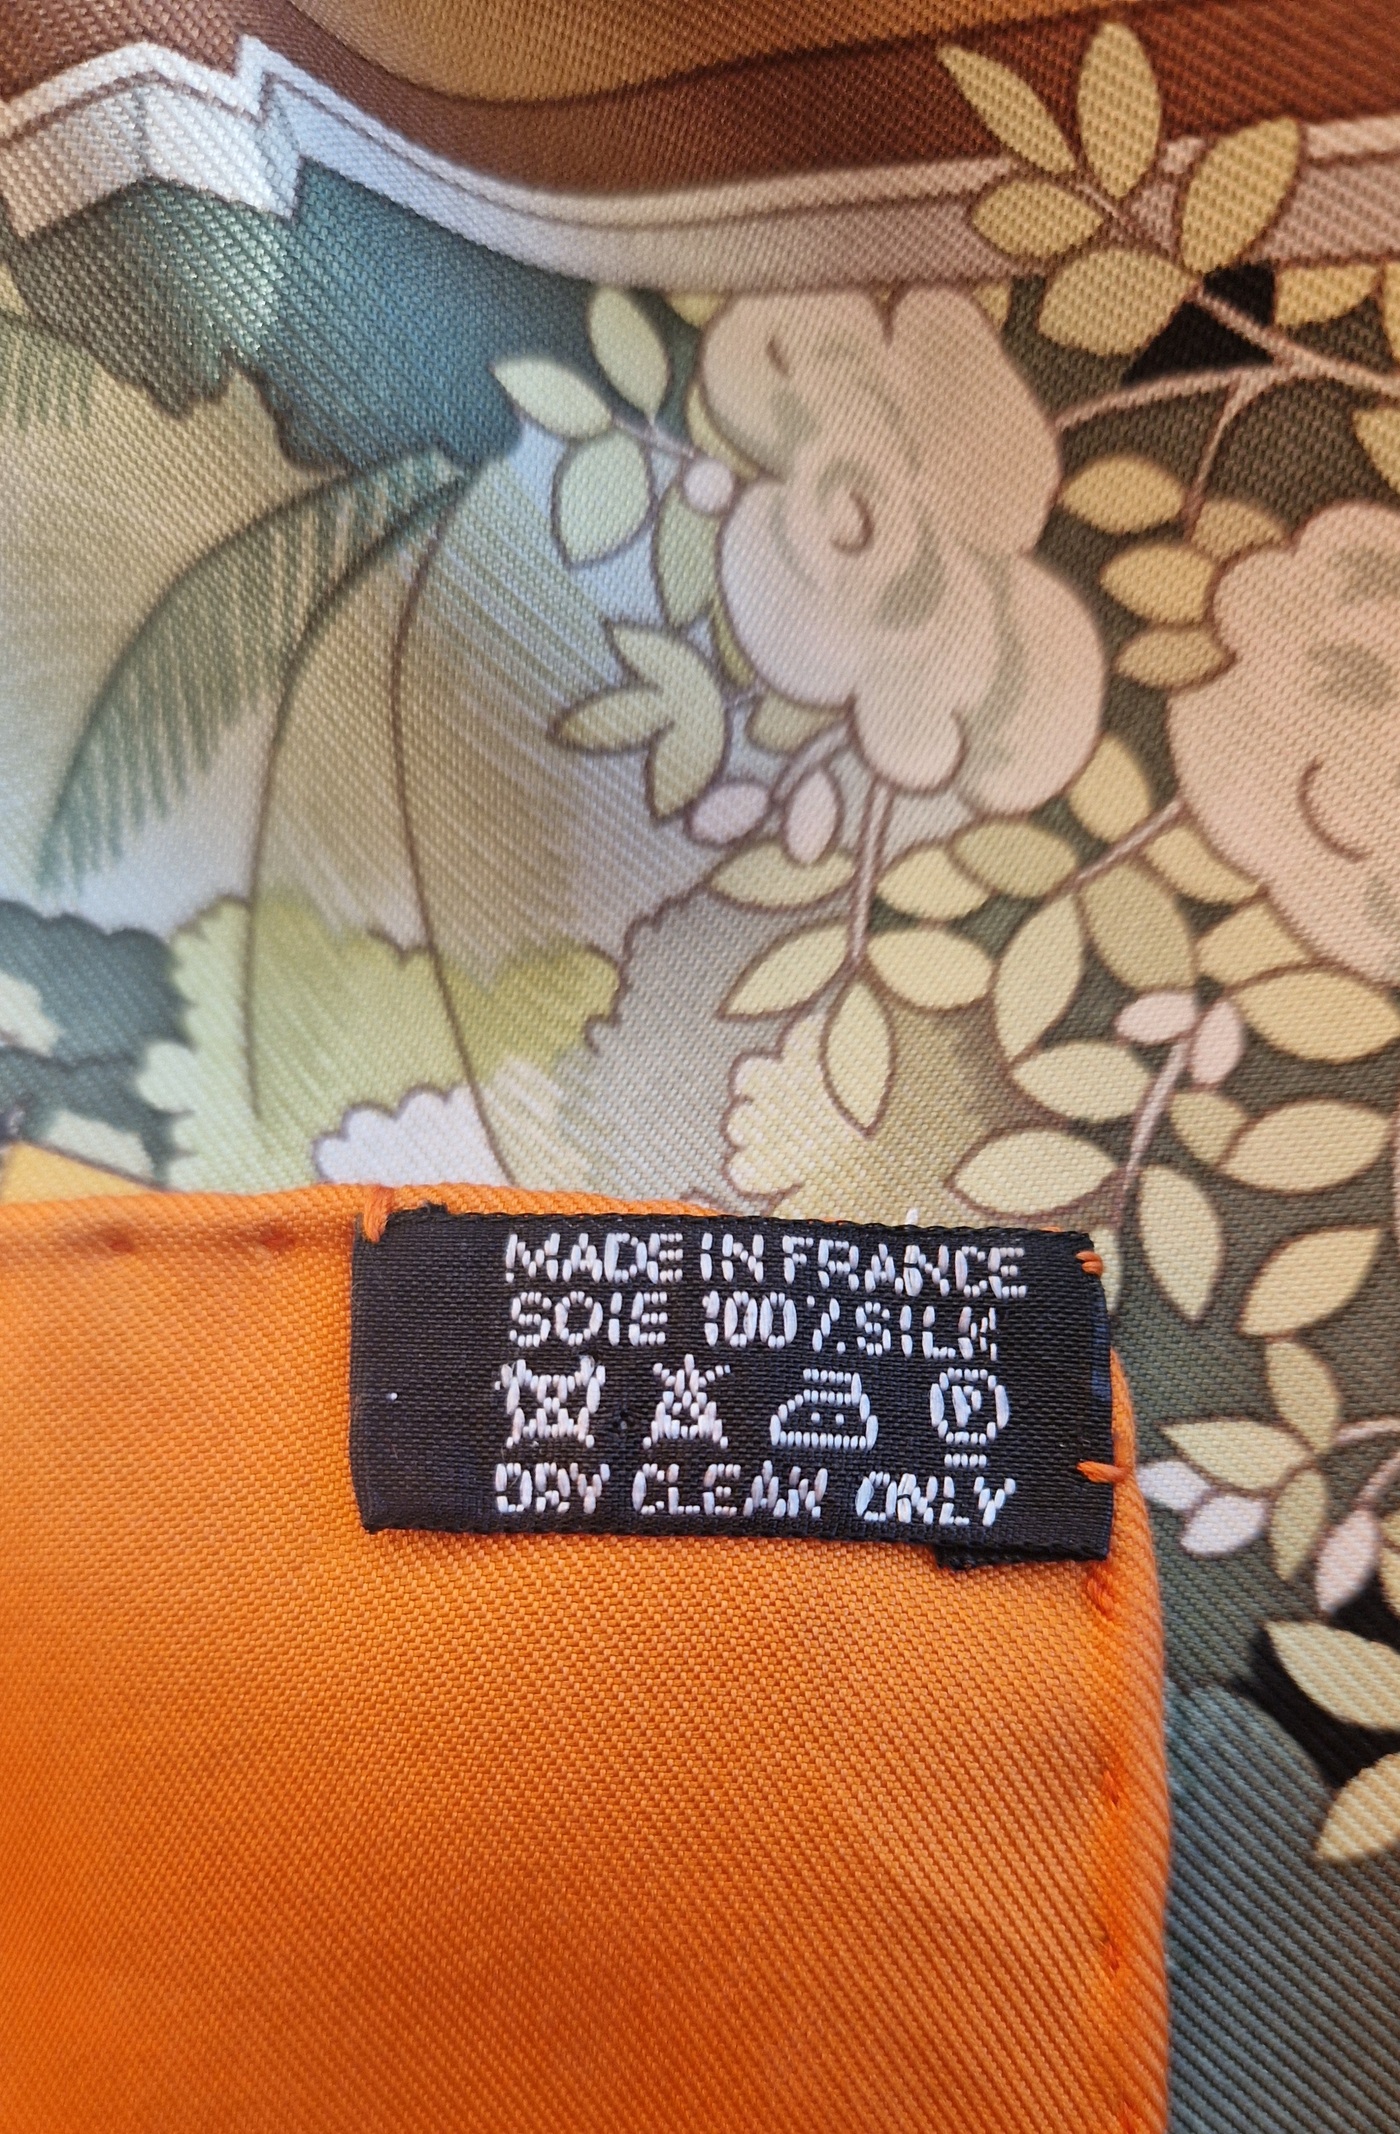 MADE IN FRANCE
SOIE 100% SILK
P
DRY CLEAN ONLY